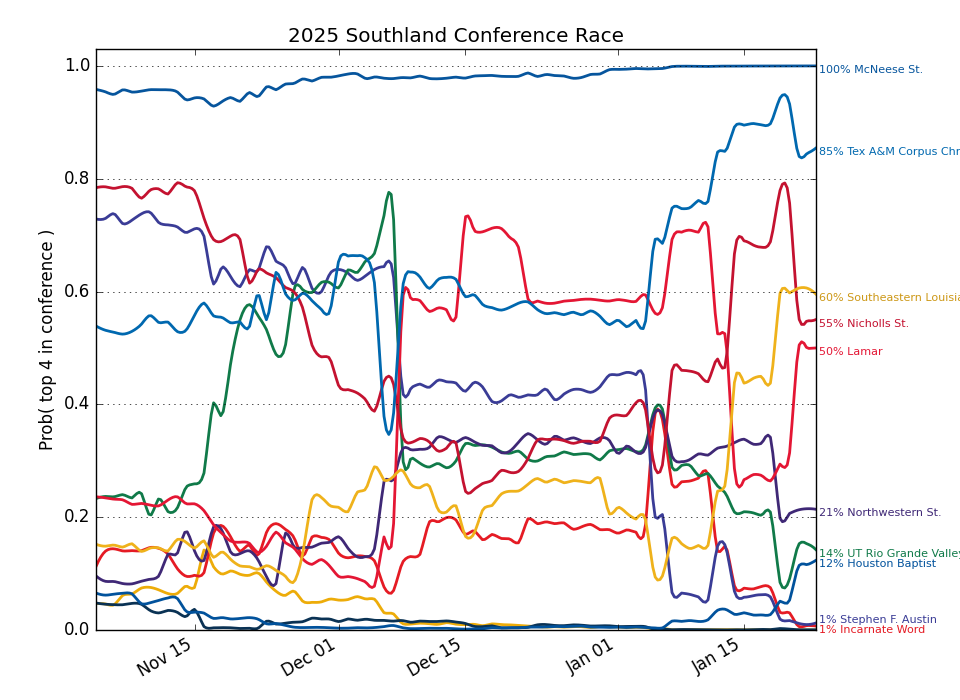 2025 Southland Conference Race
Prob( top 4 in conference )
1.0
0.8
0.6
0.4
0.2
0.0
Nov 15
Dec 01
Dec 15
Jan 01
Jan 15
100% McNeese St.
85% Tex A&M Corpus Chr
60% Southeastern Louisia
55% Nicholls St.
50% Lamar
21% Northwestern St.
14% UT Rio Grande Valley
12% Houston Baptist
1% Stephen F. Austin
1% Incarnate Word